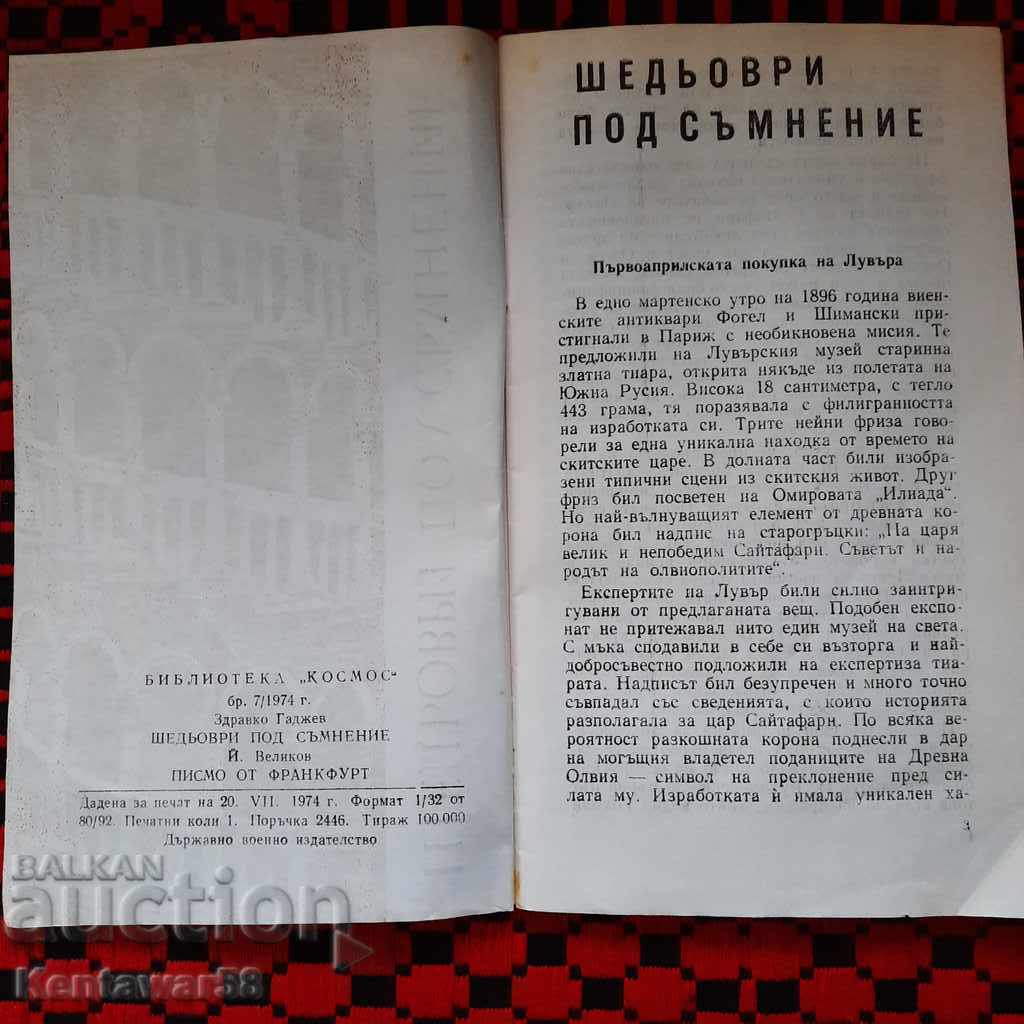 БИБЛИОТЕКА „КОСМОС“
бр. 7/1974 г.
Здравко Гаджев
ШЕДЬОВРИ ПОД СЪМНЕНИЕ
Й. Великов
ПИСМО ОТ ФРАНКФУРТ
Дадена за печат на 20. VII. 1974 г. Формат 1/32 от
80/92. Печатни коли 1. Поръчка 2446. Тираж 100 000
Държавно военно издателство
ШЕДЬОВРИ
ПОД СЪМНЕНИЕ
Първоаприлската покупка на Лувъра
В едно мартенско утро на 1896 година виен-
ските антиквари Фогел и Шимански при-
стигнали в Париж с необикновена мисия. Те
предложили на Лувърския музей старинна
златна тиара, открита някъде из полетата на
Южна Русия. Висока 18 сантиметра, с тегло
443 грама, тя поразявала с филигранността
на изработката си. Трите нейни фриза гово-
рели за една уникална находка от времето на
скитските царе. В долната част били изобра-
зени типични сцени из скитския живот. Друг
фриз бил посветен на Омировата „Илиада“.
Но най-вълнуващият елемент от древната ко-
рона бил надпис на старогръцки: „На царя
велик и непобедим Сайтафарн. Съветът и на-
родът на олвиополитите“.
Експертите на Лувър били силно заинтри-
гувани от предлаганата вещ. Подобен експо-
нат не притежавал нито един музей на света.
С мъка сподавили в себе си възторга и най-
добросъвестно подложили на експертиза тиа-
рата. Надписът бил безупречен и много точно
съвпадал със сведенията, с които историята
разполагала за цар Сайтафарн. По всяка ве-
роятност разкошната корона поднесли в дар
на могъщия владетел поданиците на Древна
Олвия — символ на преклонение пред си-
лата му. Изработката ѝ имала уникален ха-
3
BALKAN
auction
Kentawar58